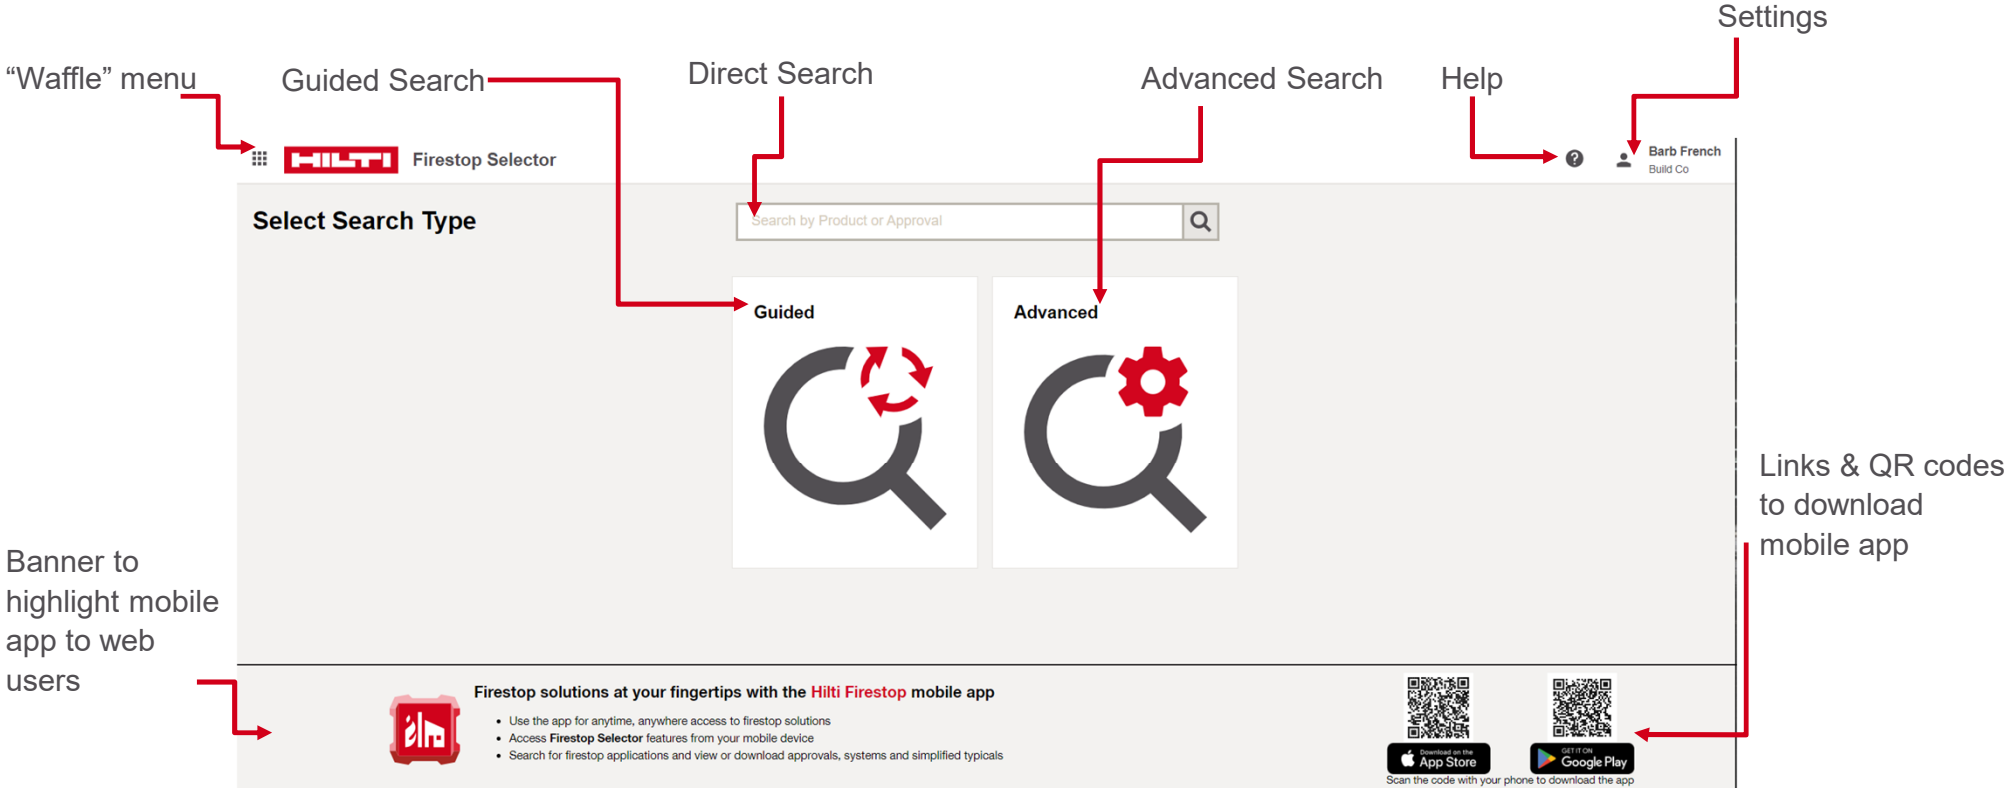 Settings
“Waffle” menu
Guided Search
Direct Search
Advanced Search
Help
HILTI
Firestop Selector
Barb French
Build Co
Select Search Type
Search by Product or Approval
Guided
Advanced
Links & QR codes
to download
mobile app
Banner to
highlight mobile
app to web
users
Firestop solutions at your fingertips with the Hilti Firestop mobile app
• Use the app for anytime, anywhere access to firestop solutions
• Access Firestop Selector features from your mobile device
• Search for firestop applications and view or download approvals, systems and simplified typicals
Download on the
App Store
GET IT ON
Google Play
Scan the code with your phone to download the app